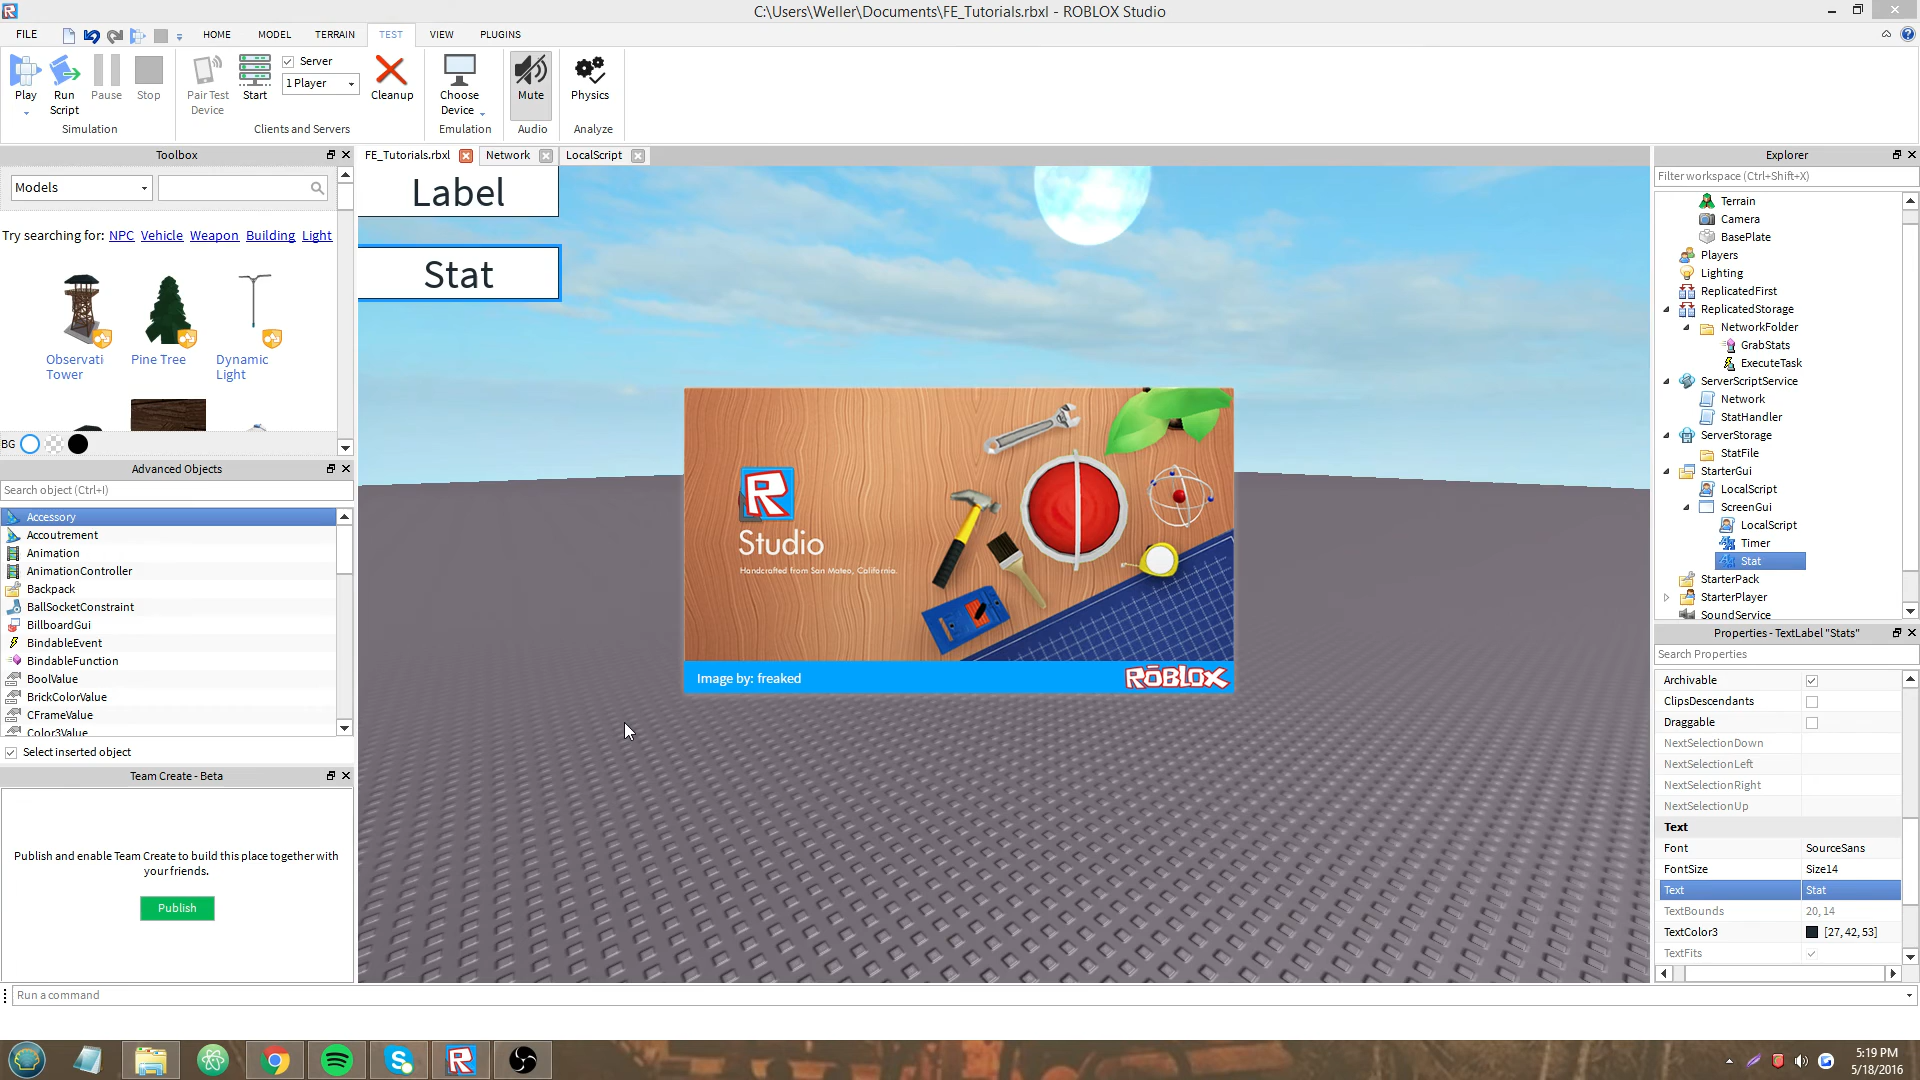 C:\Users\Weller\Documents\FE_Tutorials.rbxl - ROBLOX Studio
FILE HOME MODEL TERRAIN TEST VIEW PLUGINS
Play
Run
Script
Pause
Stop
Simulation
Pair Test
Device
Start
Server
1 Player
Cleanup
Clients and Servers
Choose
Device
Emulation
Mute
Audio
Physics
Analyze
Toolbox
Models
Try searching for: NPC Vehicle Weapon Building Light
Observati
Tower
Pine Tree
Dynamic
Light
BG
Advanced Objects
Search object (Ctrl+I)
Accessory
Accoutrement
Animation
AnimationController
Backpack
BallSocketConstraint
BillboardGui
BindableEvent
BindableFunction
BoolValue
BrickColorValue
CFrameValue
Color3Value
Select inserted object
Team Create - Beta
Publish and enable Team Create to build this place together with
your friends.
Publish
Run a command
FE_Tutorials.rbxl Network LocalScript
Label
Stat
Studio
Handcrafted from San Mateo, California.
Image by: freaked
ROBLOX
Explorer
Filter workspace (Ctrl+Shift+X)
Terrain
Camera
BasePlate
Players
Lighting
ReplicatedFirst
ReplicatedStorage
NetworkFolder
GrabStats
ExecuteTask
ServerScriptService
Network
StatHandler
ServerStorage
StatFile
StarterGui
LocalScript
ScreenGui
LocalScript
Timer
Stat
StarterPack
StarterPlayer
SoundService
Properties - TextLabel "Stats"
Search Properties
Archivable
ClipsDescendants
Draggable
NextSelectionDown
NextSelectionLeft
NextSelectionRight
NextSelectionUp
Text
Font SourceSans
FontSize Size14
Text Stat
TextBounds 20, 14
TextColor3 [27, 42, 53]
TextFits
5:19 PM
5/18/2016